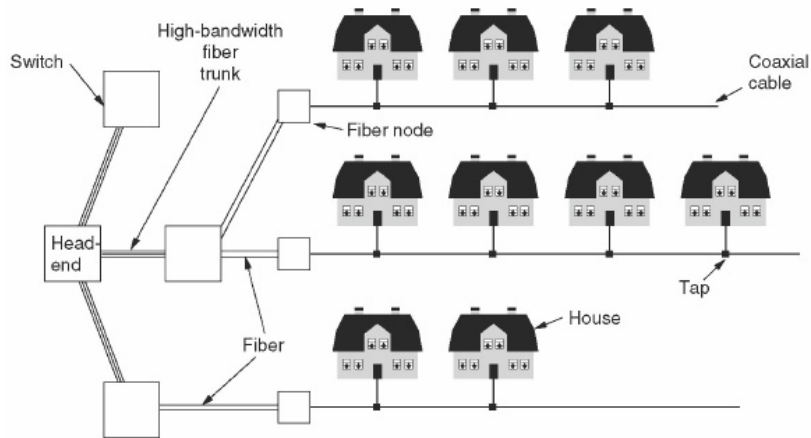 High-bandwidth
fiber
trunk
Switch
Coaxial
cable
Fiber node
Head-
end
Tap
House
Fiber